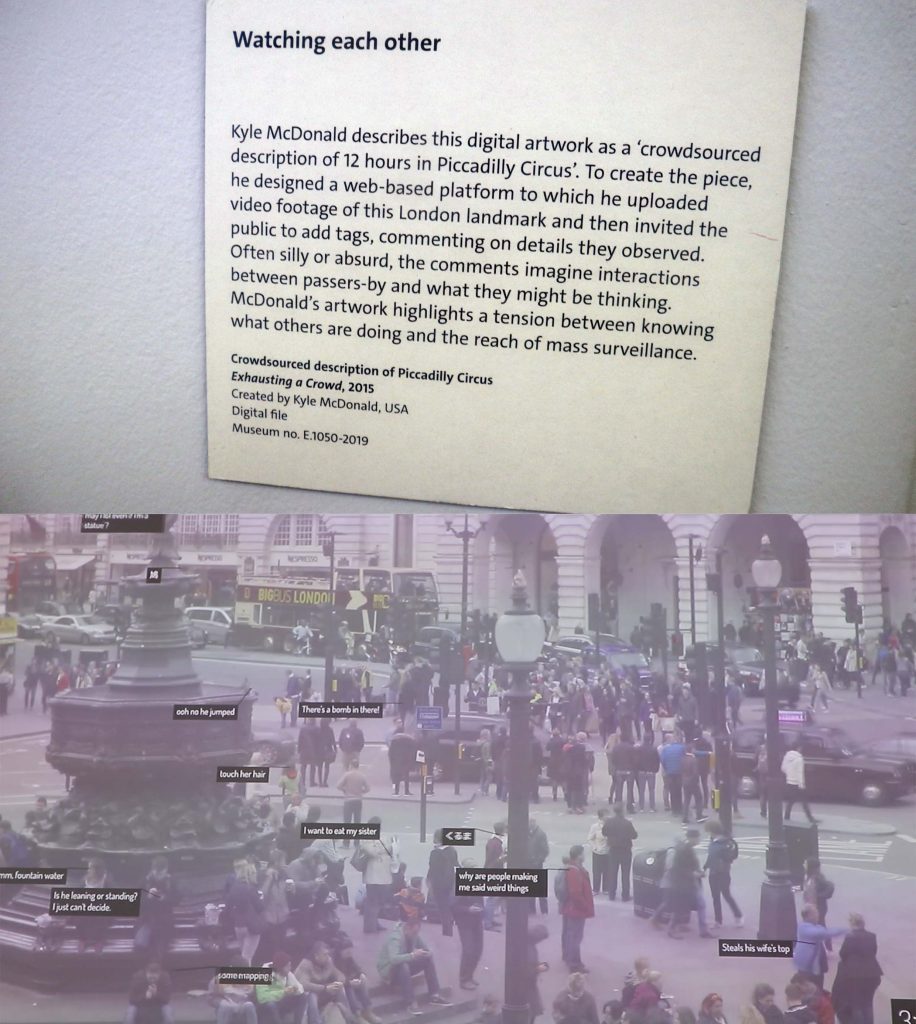 Watching each other
Kyle McDonald describes this digital artwork as a ‘crowdsourced
description of 12 hours in Piccadilly Circus’. To create the piece,
he designed a web-based platform to which he uploaded
video footage of this London landmark and then invited the
public to add tags, commenting on details they observed.
Often silly or absurd, the comments imagine interactions
between passers-by and what they might be thinking.
McDonald’s artwork highlights a tension between knowing
what others are doing and the reach of mass surveillance.
Crowdsourced description of Piccadilly Circus
Exhausting a Crowd, 2015
Created by Kyle McDonald, USA
Digital file
Museum no. E.1050-2019
statue?
NESPRESSO
NESPRESSO
BIGBUS LONDON
BIG
ooh no he jumped
There's a bomb in there!
touch her hair
I want to eat my sister
くるま
mm, fountain water
why are people making
me said weird things
Is he leaning or standing?
I just can't decide.
Steals his wife's top
some mapping